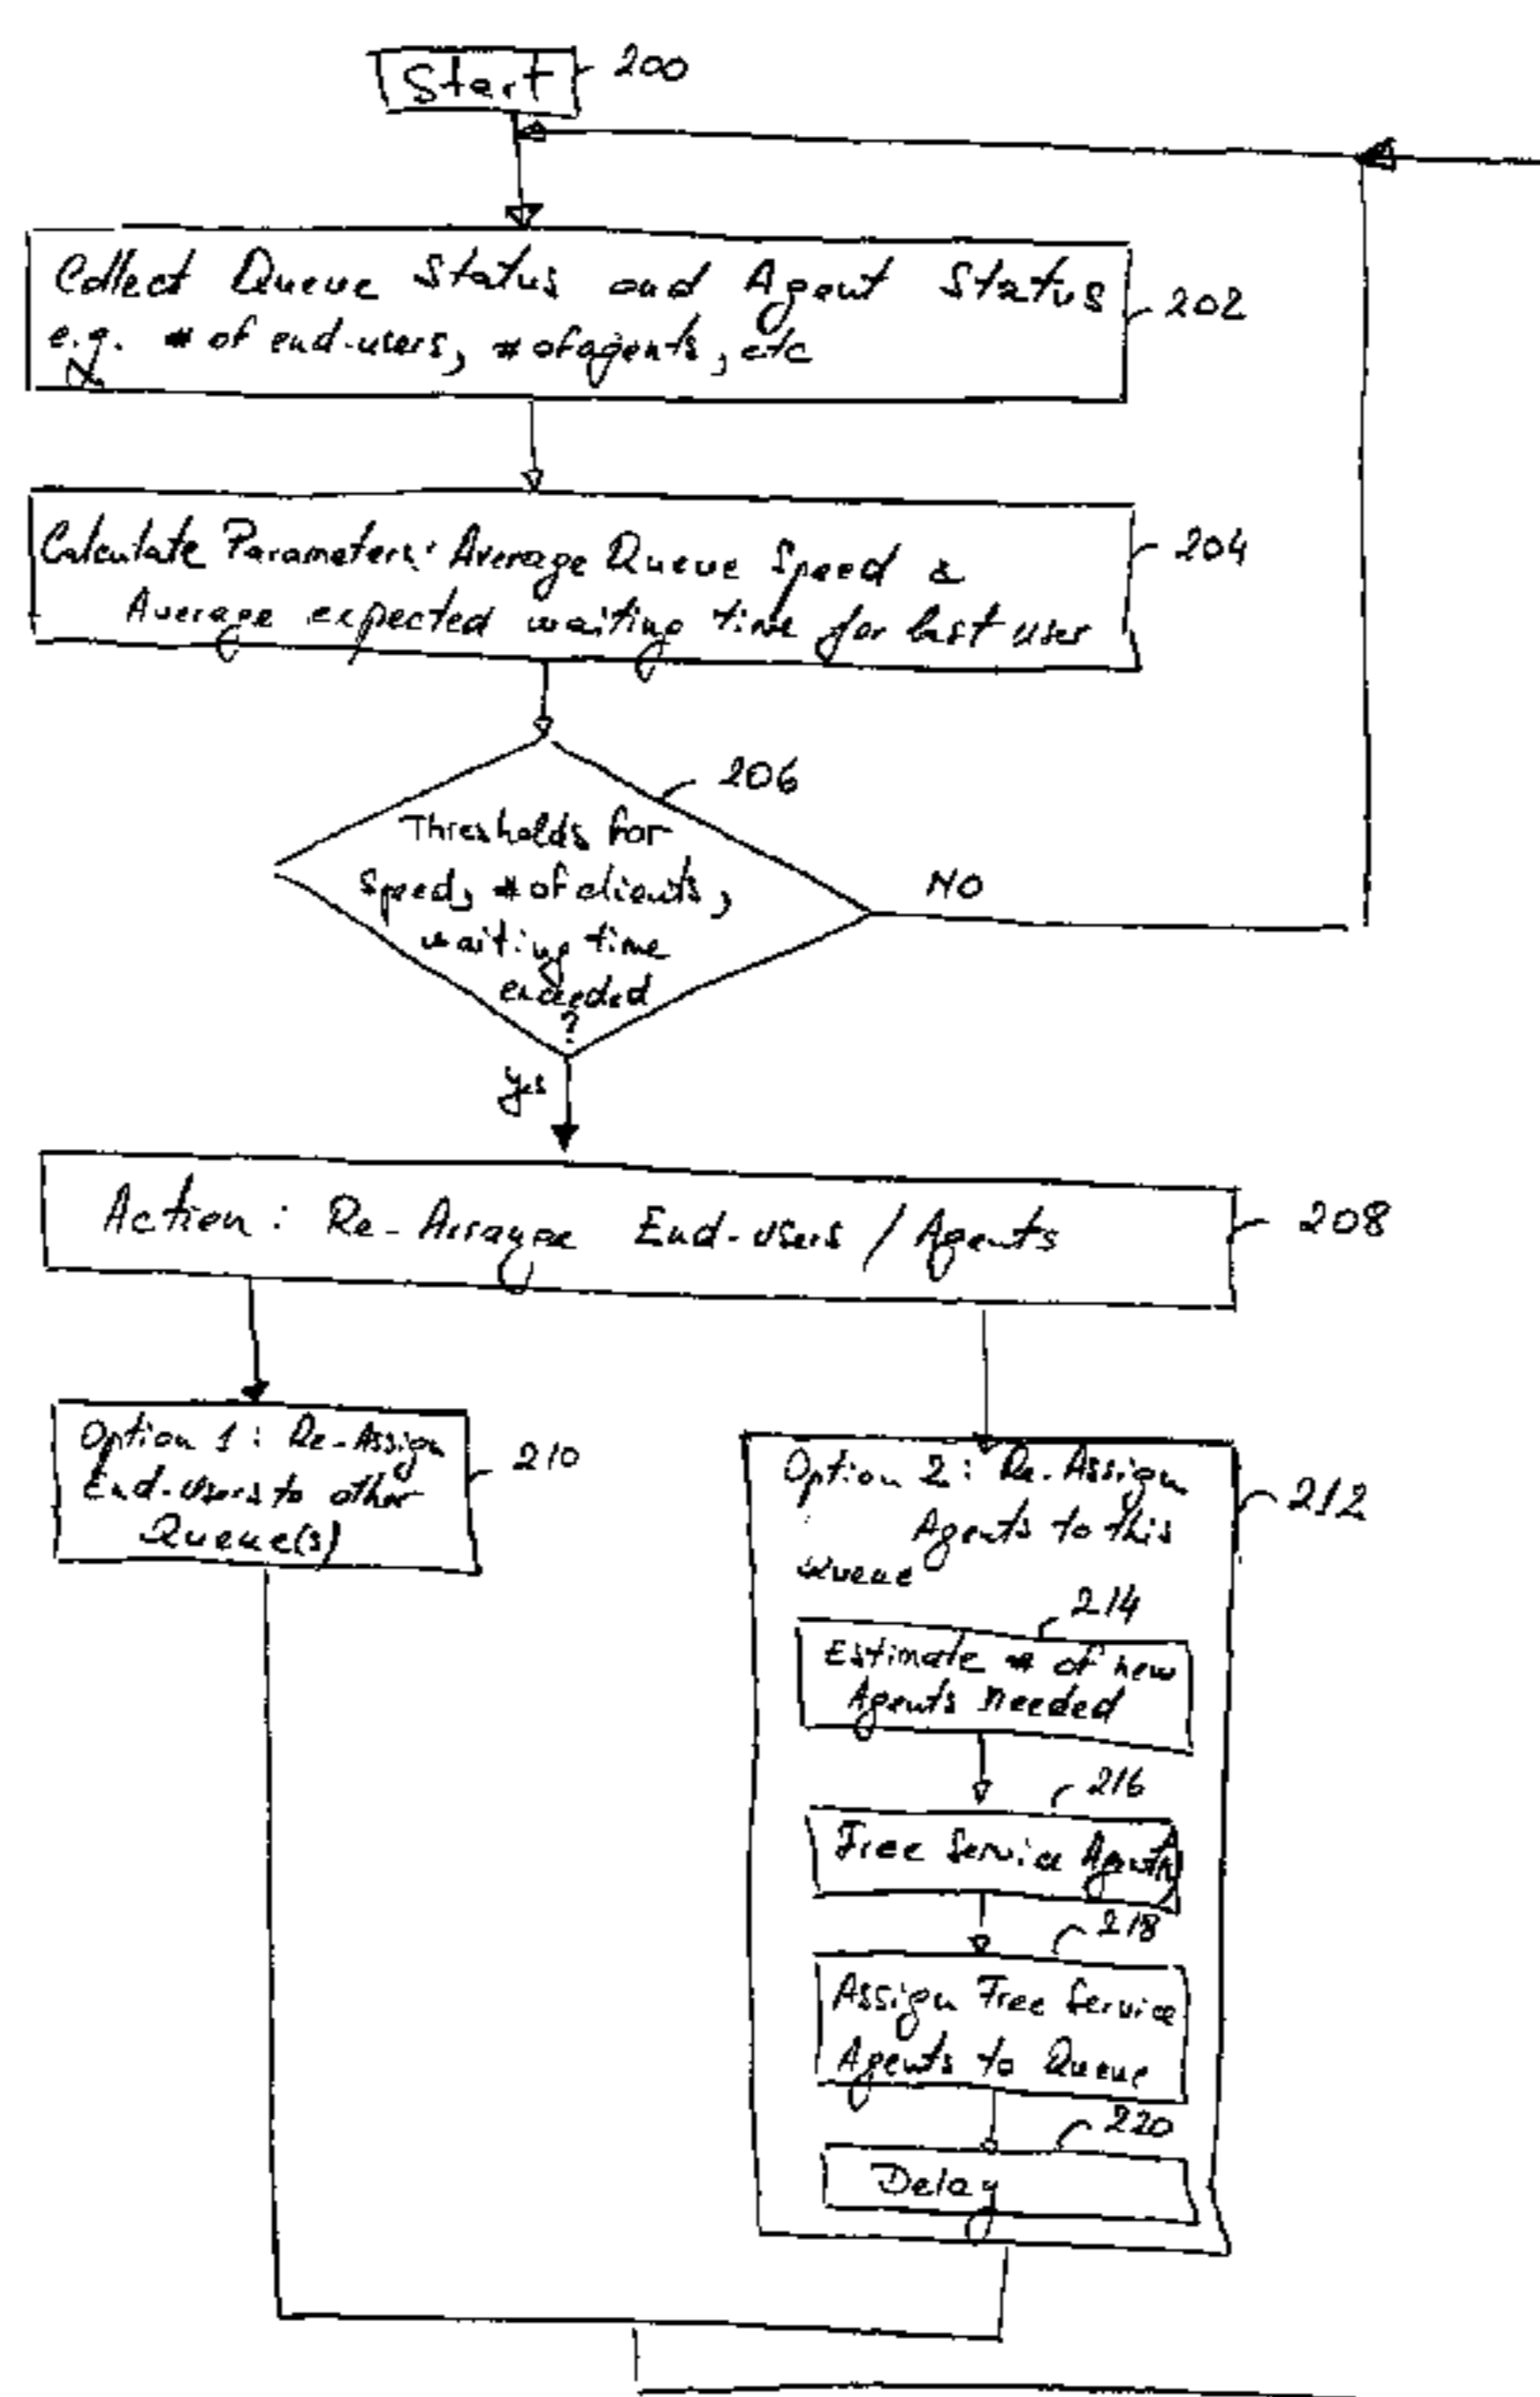 Start
200
Collect Queue Status and Agent Status
202
e.g. # of end-users, # of agents, etc
Calculate Parameters: Average Queue Speed &
204
Average expected waiting time for last user
206
Thresholds for
Speed, # of clients,
waiting time
exceeded
?
NO
yes
Action: Re-Arrange End-users / Agents
208
Option 1: Re-Assign
End-Users to other
Queue(s)
210
Option 2: Re-Assign
Agents to this
Queue
212
214
Estimate # of new
Agents needed
216
Free Service Agents
218
Assign Free Service
Agents to Queue
220
Delay